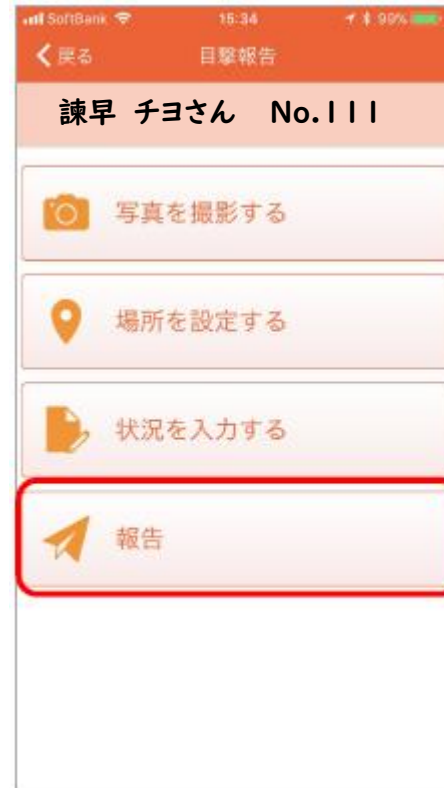 SoftBank 15:34 99%
戻る 目撃報告
諫早 チヨさん No.111
写真を撮影する
場所を設定する
状況を入力する
報告